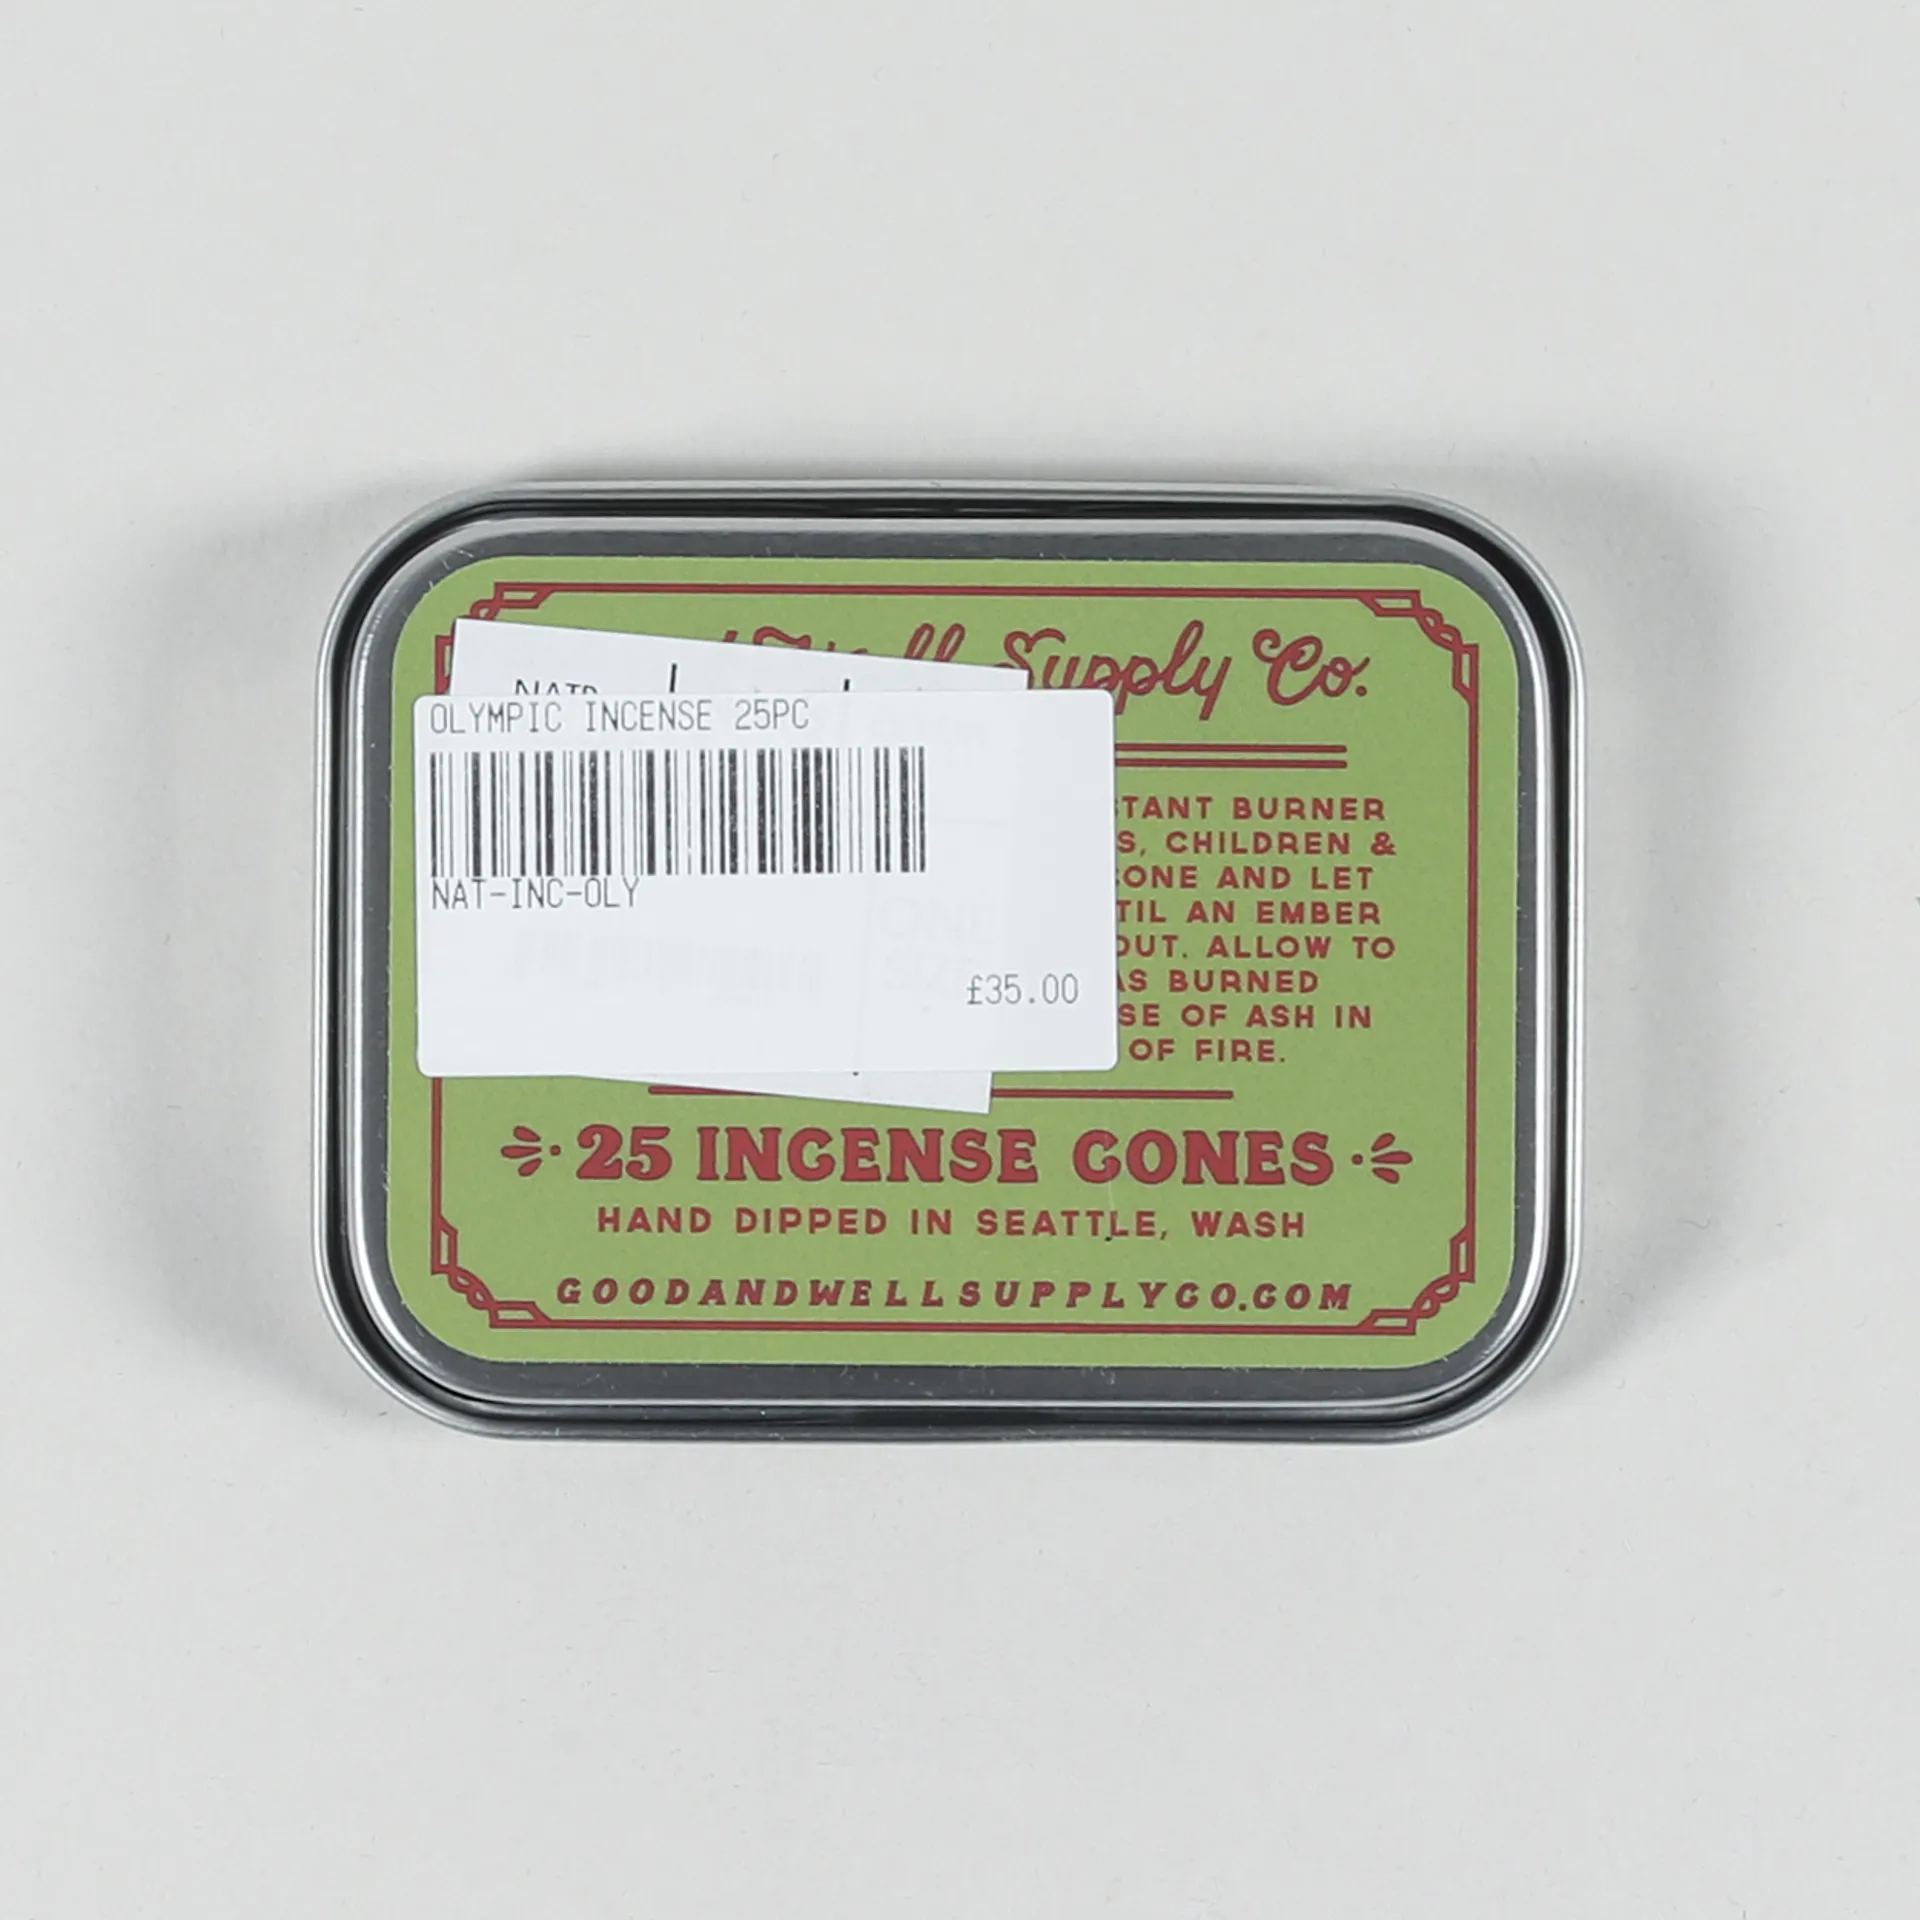 Supply Co.
OLYMPIC INCENSE 25PC
NAT-INC-OLY
£35.00
BURNER
CHILDREN &
AND LET
AN EMBER
ALLOW TO
BURNED
OF ASH IN
OF FIRE.
25 INCENSE CONES
HAND DIPPED IN SEATTLE, WASH
GOODANDWELLSUPPLYCO.COM